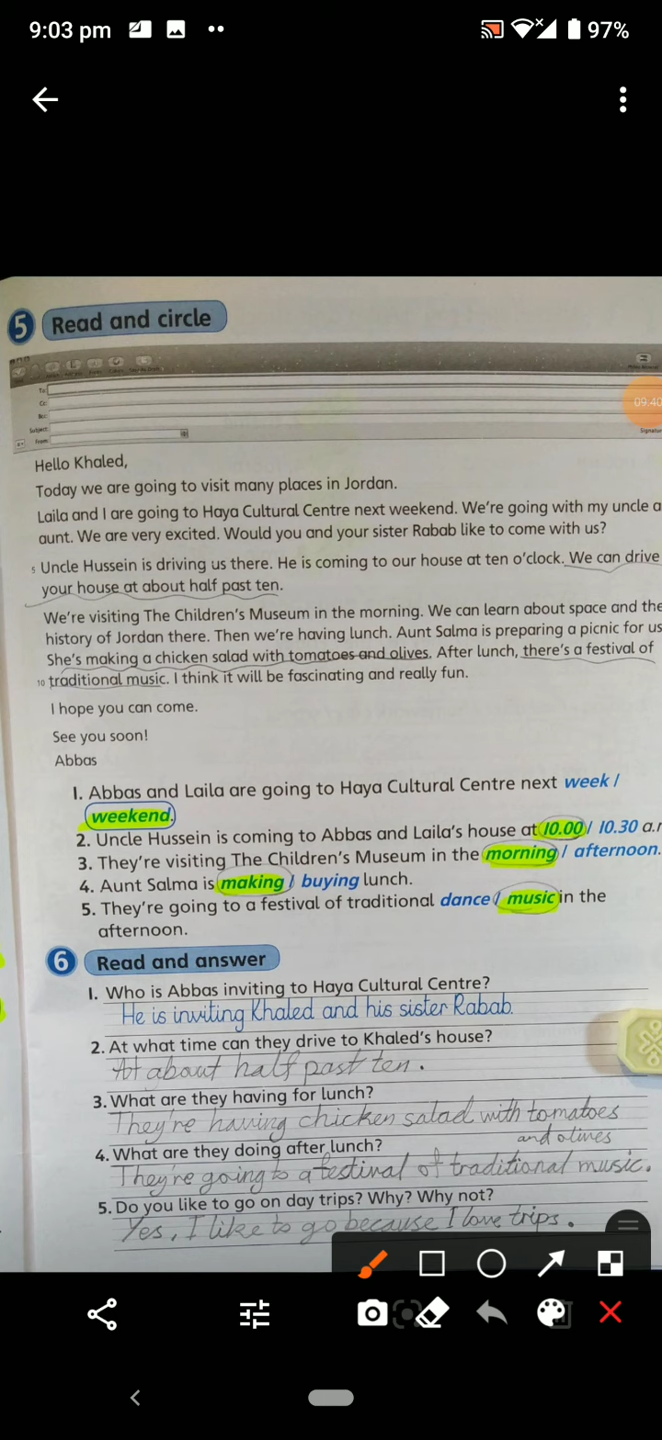 9:03 pm
97%
5 Read and circle
To:
Cc:
Bcc:
Subject:
From:
09:40
Signatur
Hello Khaled,
Today we are going to visit many places in Jordan.
Laila and I are going to Haya Cultural Centre next weekend. We're going with my uncle a
aunt. We are very excited. Would you and your sister Rabab like to come with us?
5 Uncle Hussein is driving us there. He is coming to our house at ten o'clock. We can drive
your house at about half past ten.
We're visiting The Children's Museum in the morning. We can learn about space and the
history of Jordan there. Then we're having lunch. Aunt Salma is preparing a picnic for us
She's making a chicken salad with tomatoes and olives. After lunch, there's a festival of
10 traditional music. I think it will be fascinating and really fun.
I hope you can come.
See you soon!
Abbas
1. Abbas and Laila are going to Haya Cultural Centre next week /
weekend.
2. Uncle Hussein is coming to Abbas and Laila's house at 10.00 / 10.30 a.r
3. They're visiting The Children's Museum in the morning / afternoon.
4. Aunt Salma is making / buying lunch.
5. They're going to a festival of traditional dance / music in the
afternoon.
6 Read and answer
1. Who is Abbas inviting to Haya Cultural Centre?
He is inviting Khaled and his sister Rabab.
2. At what time can they drive to Khaled's house?
At about half past ten.
3. What are they having for lunch?
They're having chicken salad with tomatoes
and olives
4. What are they doing after lunch?
They're going to a festival of traditional music.
5. Do you like to go on day trips? Why? Why not?
Yes, I like to go because I love trips.